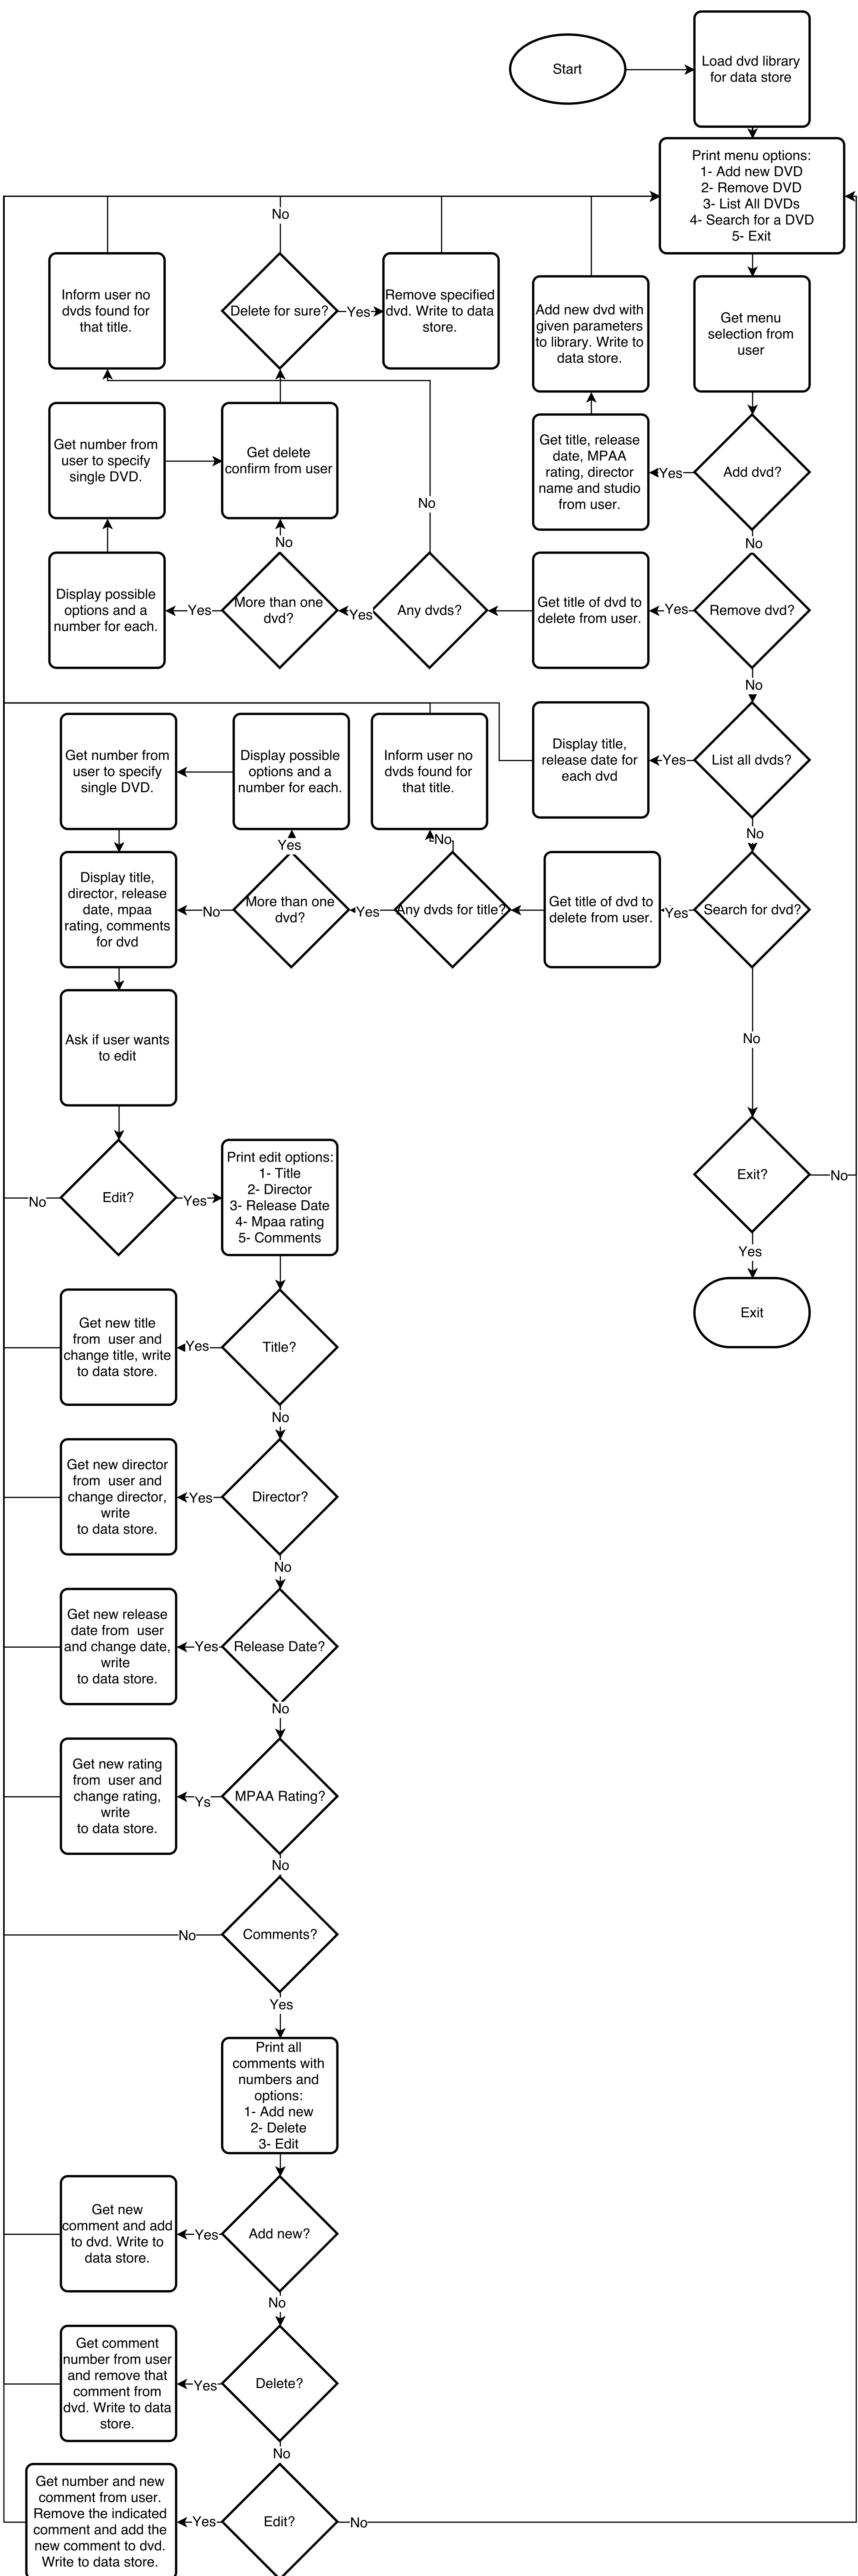 Start
Load dvd library
for data store
Print menu options:
1- Add new DVD
2- Remove DVD
3- List All DVDs
4- Search for a DVD
5- Exit
No
Inform user no
dvds found for
that title.
Delete for sure?
Yes
Remove specified
dvd. Write to data
store.
Add new dvd with
given parameters
to library. Write to
data store.
Get menu
selection from
user
Get number from
user to specify
single DVD.
Get delete
confirm from user
No
Get title, release
date, MPAA
rating, director
name and studio
from user.
Yes
Add dvd?
No
No
Display possible
options and a
number for each.
Yes
More than one
dvd?
Yes
Any dvds?
Get title of dvd to
delete from user.
Yes
Remove dvd?
No
Get number from
user to specify
single DVD.
Display possible
options and a
number for each.
Inform user no
dvds found for
that title.
Display title,
release date for
each dvd
Yes
List all dvds?
No
Yes
No
Display title,
director, release
date, mpaa
rating, comments
for dvd
No
More than one
dvd?
Yes
Any dvds for title?
Get title of dvd to
delete from user.
Yes
Search for dvd?
No
Ask if user wants
to edit
No
Edit?
Yes
Print edit options:
1- Title
2- Director
3- Release Date
4- Mpaa rating
5- Comments
Exit?
No
Yes
Exit
Get new title
from  user and
change title, write
to data store.
Yes
Title?
No
Get new director
from  user and
change director,
write
to data store.
Yes
Director?
No
Get new release
date from  user
and change date,
write
to data store.
Yes
Release Date?
No
Get new rating
from  user and
change rating,
write
to data store.
Ys
MPAA Rating?
No
No
Comments?
Yes
Print all
comments with
numbers and
options:
1- Add new
2- Delete
3- Edit
Get new
comment and add
to dvd. Write to
data store.
Yes
Add new?
No
Get comment
number from user
and remove that
comment from
dvd. Write to data
store.
Yes
Delete?
No
Get number and new
comment from user.
Remove the indicated
comment and add the
new comment to dvd.
Write to data store.
Yes
Edit?
No